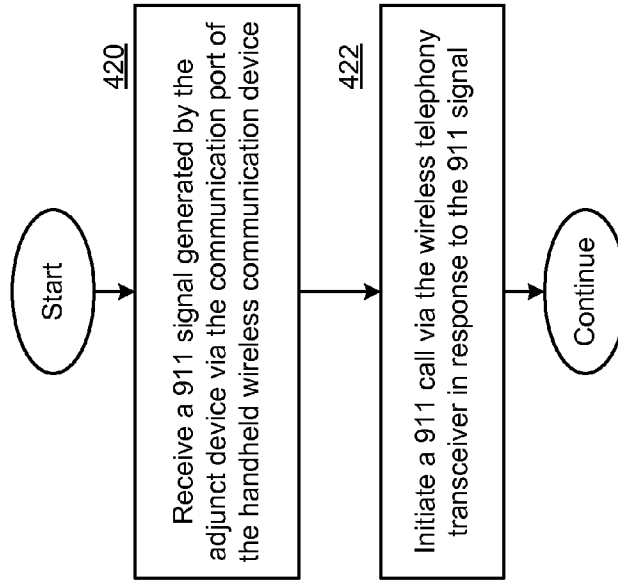 Start
420
Receive a 911 signal generated by the
adjunct device via the communication port of
the handheld wireless communication device
422
Initiate a 911 call via the wireless telephony
transceiver in response to the 911 signal
Continue